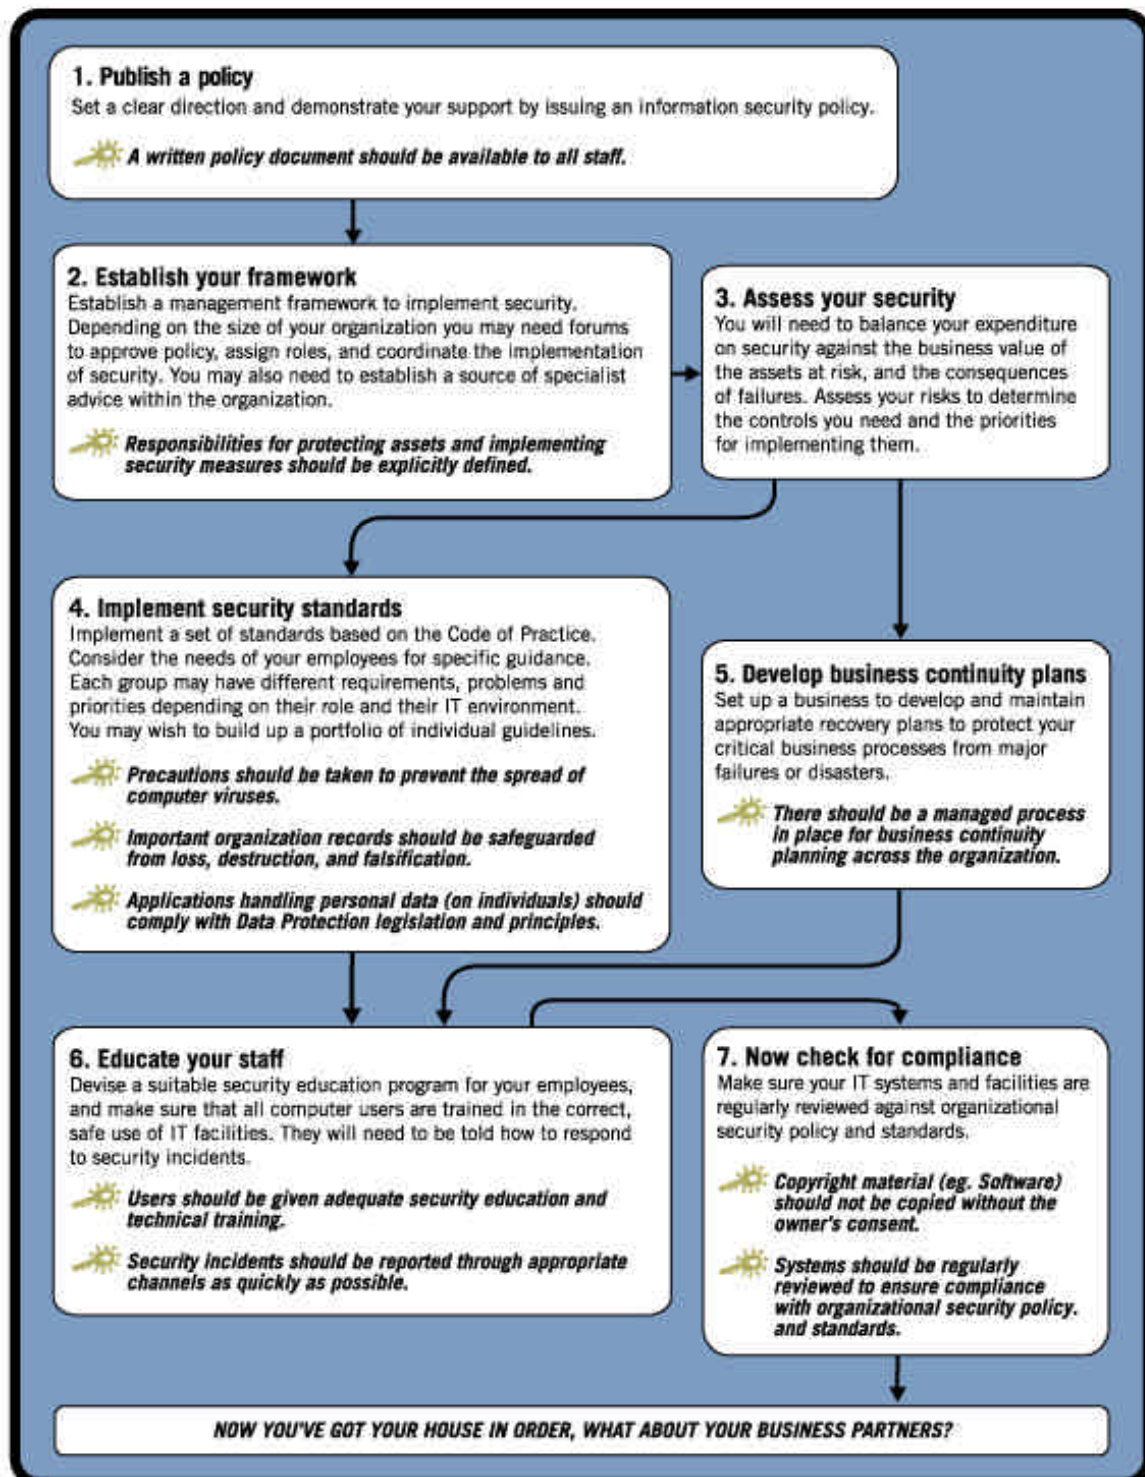 1. Publish a policy
Set a clear direction and demonstrate your support by issuing an information security policy.
A written policy document should be available to all staff.
2. Establish your framework
Establish a management framework to implement security.
Depending on the size of your organization you may need forums
to approve policy, assign roles, and coordinate the implementation
of security. You may also need to establish a source of specialist
advice within the organization.
Responsibilities for protecting assets and implementing
security measures should be explicitly defined.
3. Assess your security
You will need to balance your expenditure
on security against the business value of
the assets at risk, and the consequences
of failures. Assess your risks to determine
the controls you need and the priorities
for implementing them.
4. Implement security standards
Implement a set of standards based on the Code of Practice.
Consider the needs of your employees for specific guidance.
Each group may have different requirements, problems and
priorities depending on their role and their IT environment.
You may wish to build up a portfolio of individual guidelines.
Precautions should be taken to prevent the spread of
computer viruses.
Important organization records should be safeguarded
from loss, destruction, and falsification.
Applications handling personal data (on individuals) should
comply with Data Protection legislation and principles.
5. Develop business continuity plans
Set up a business to develop and maintain
appropriate recovery plans to protect your
critical business processes from major
failures or disasters.
There should be a managed process
in place for business continuity
planning across the organization.
6. Educate your staff
Devise a suitable security education program for your employees,
and make sure that all computer users are trained in the correct,
safe use of IT facilities. They will need to be told how to respond
to security incidents.
Users should be given adequate security education and
technical training.
Security incidents should be reported through appropriate
channels as quickly as possible.
7. Now check for compliance
Make sure your IT systems and facilities are
regularly reviewed against organizational
security policy and standards.
Copyright material (eg. Software)
should not be copied without the
owner's consent.
Systems should be regularly
reviewed to ensure compliance
with organizational security policy.
and standards.
NOW YOU'VE GOT YOUR HOUSE IN ORDER, WHAT ABOUT YOUR BUSINESS PARTNERS?